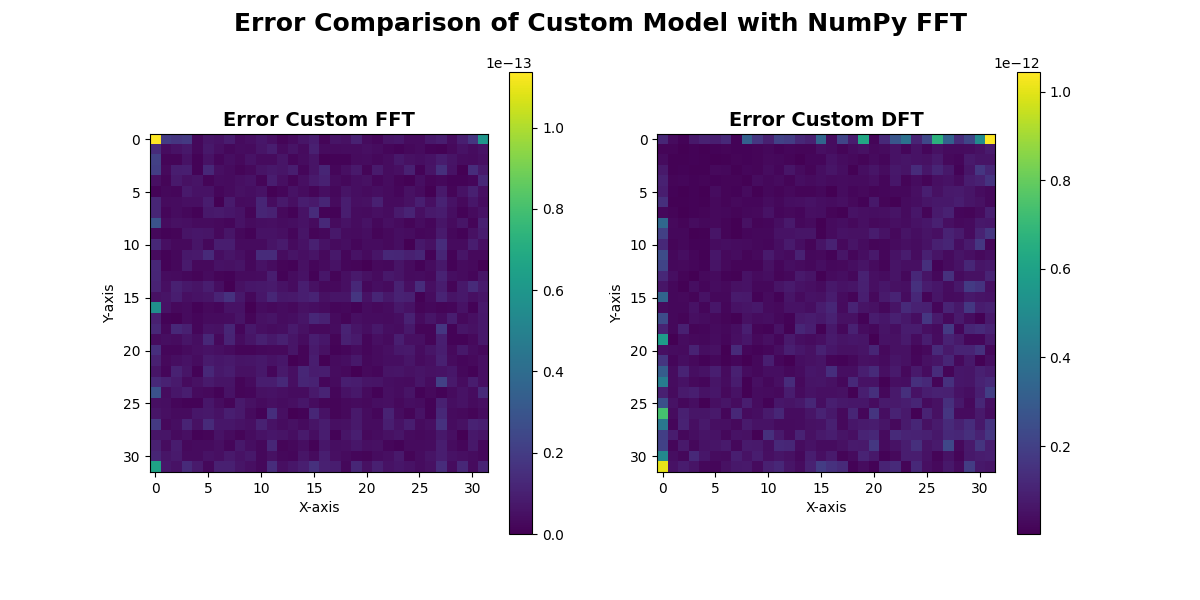 Error Comparison of Custom Model with NumPy FFT
Error Custom FFT
1e−13
0
5
10
15
20
25
30
Y-axis
0 5 10 15 20 25 30
X-axis
1.0
0.8
0.6
0.4
0.2
0.0
Error Custom DFT
1e−12
0
5
10
15
20
25
30
Y-axis
0 5 10 15 20 25 30
X-axis
1.0
0.8
0.6
0.4
0.2